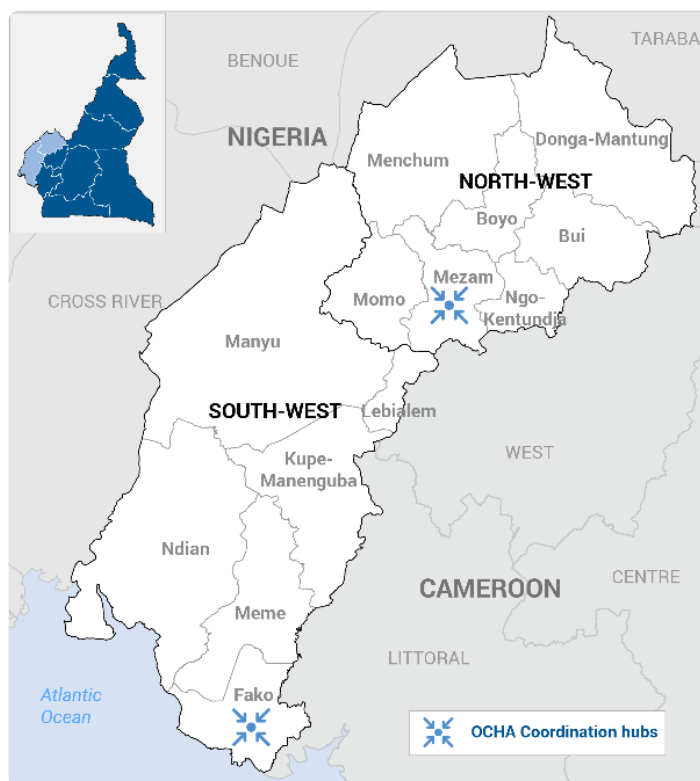 TARABA
BENOUE
NIGERIA
Donga-Mantung
Menchum
NORTH-WEST
Boyo
Bui
Mezam
CROSS RIVER
Momo
Ngo-
Kentundja
Manyu
SOUTH-WEST
Lebialem
WEST
Kupe-
Manenguba
Ndian
CENTRE
CAMEROON
Meme
LITTORAL
Fako
Atlantic
Ocean
OCHA Coordination hubs